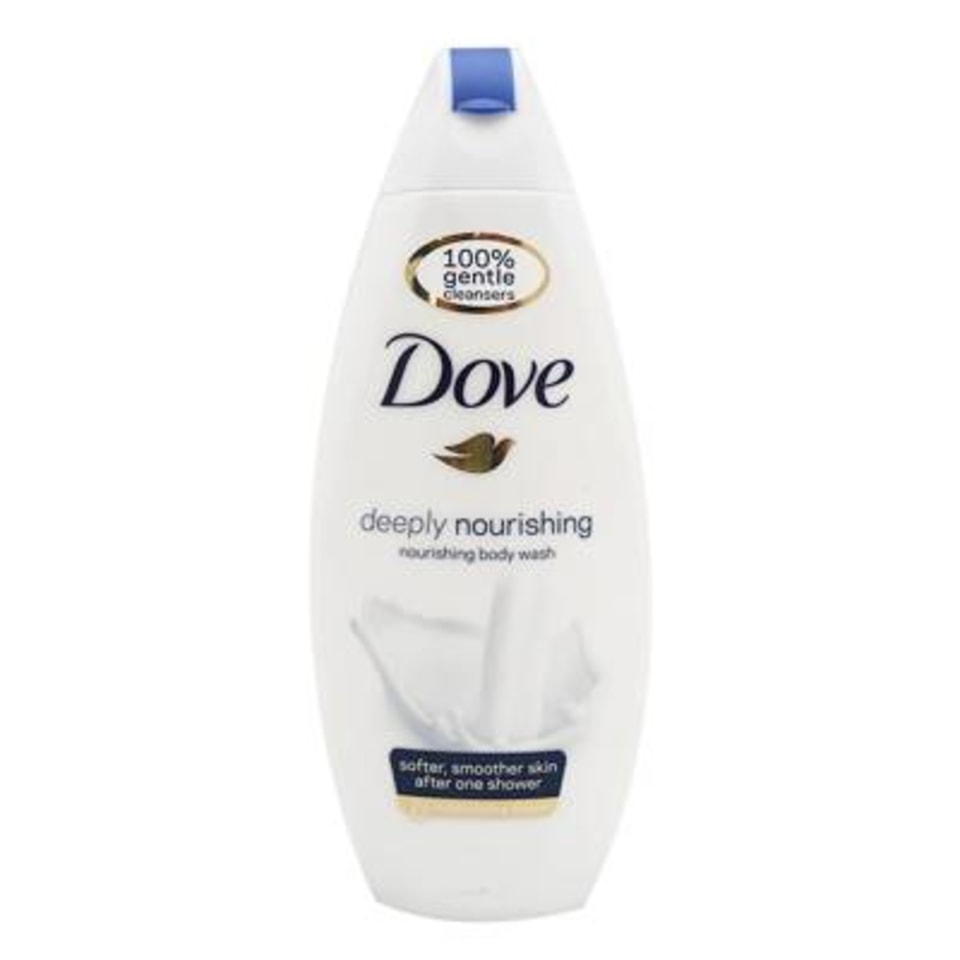 100%
gentle
cleansers
Dove
deeply nourishing
nourishing body wash
softer, smoother skin
after one shower